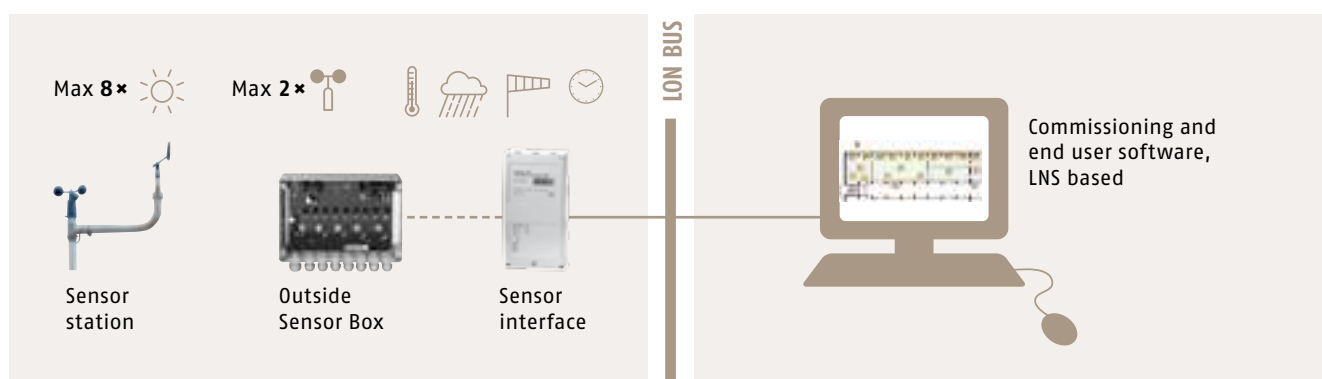 Max 8×
Max 2×
LON BUS
Commissioning and
end user software,
LNS based
Sensor
station
Outside
Sensor Box
Sensor
interface